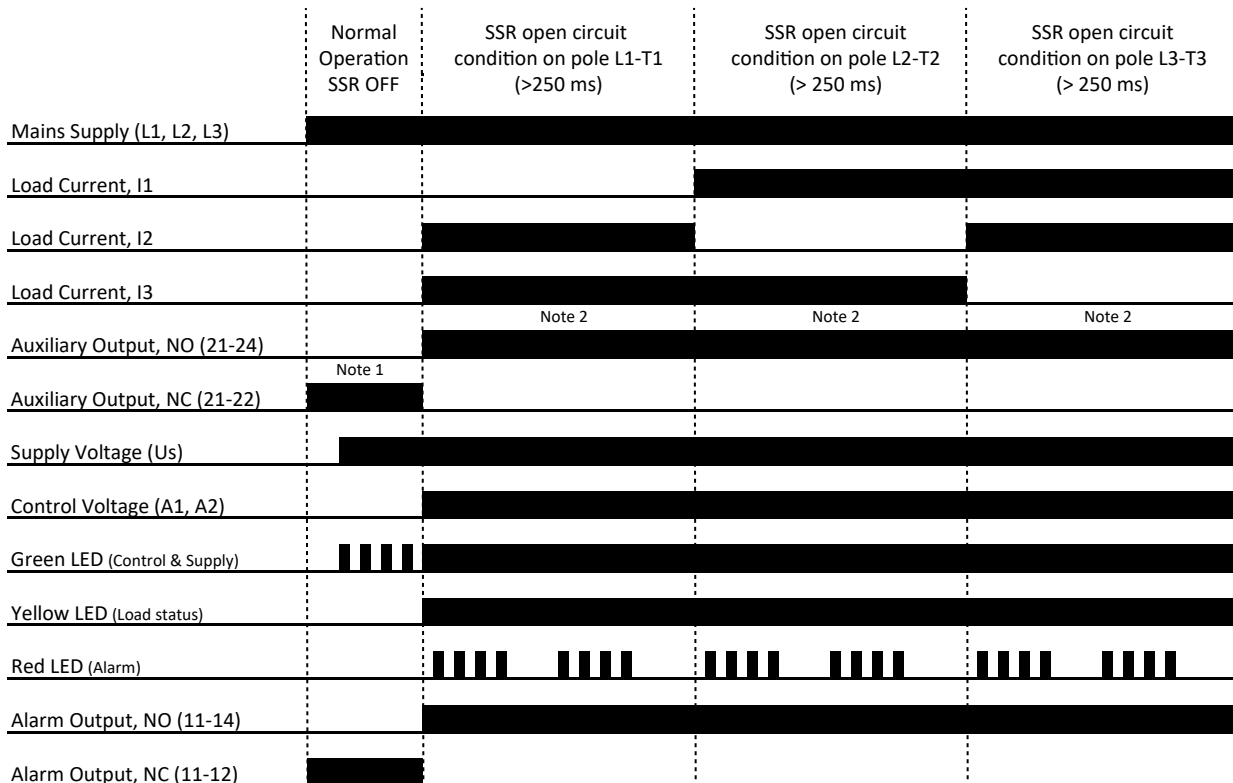 Normal
Operation
SSR OFF
SSR open circuit
condition on pole L1-T1
(>250 ms)
SSR open circuit
condition on pole L2-T2
(> 250 ms)
SSR open circuit
condition on pole L3-T3
(> 250 ms)
Mains Supply (L1, L2, L3)
Load Current, I1
Load Current, I2
Load Current, I3
Note 2
Note 2
Note 2
Auxiliary Output, NO (21-24)
Note 1
Auxiliary Output, NC (21-22)
Supply Voltage (Us)
Control Voltage (A1, A2)
Green LED (Control & Supply)
Yellow LED (Load status)
Red LED (Alarm)
Alarm Output, NO (11-14)
Alarm Output, NC (11-12)